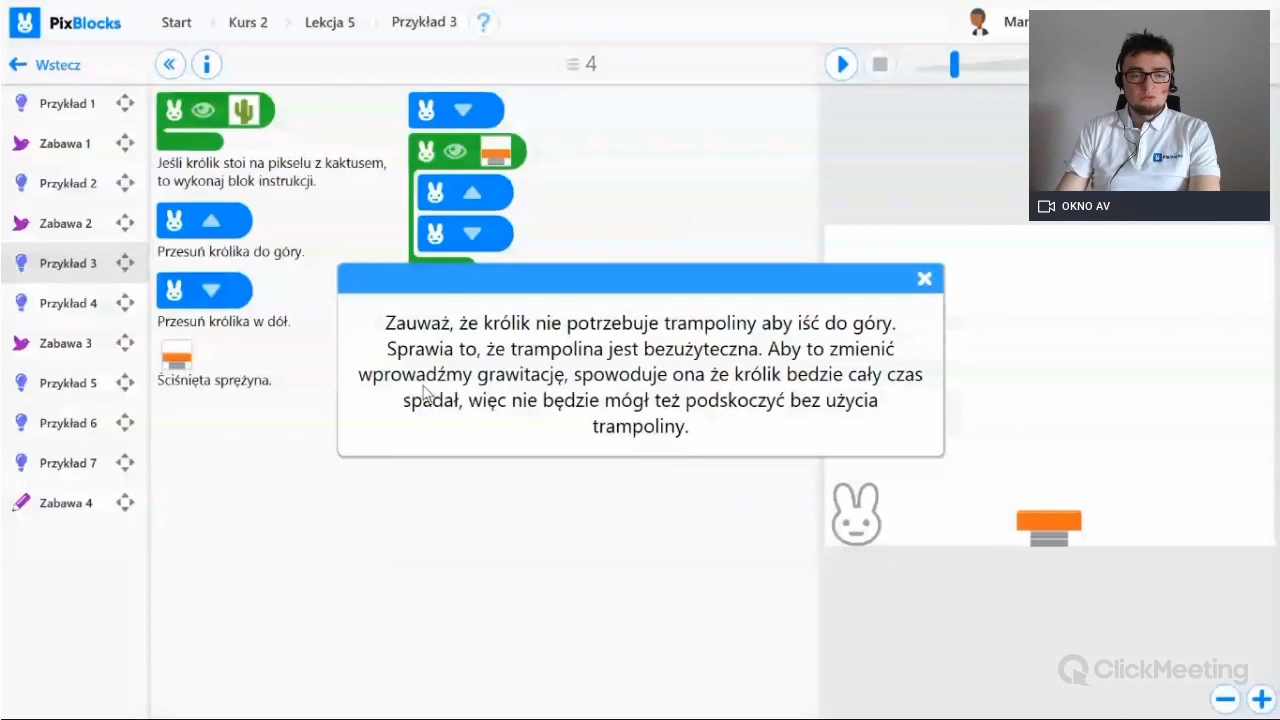 PixBlocks
Start
Kurs 2
Lekcja 5
Przykład 3
?
Mar
Wstecz
4
Przykład 1
Zabawa 1
Przykład 2
Zabawa 2
Przykład 3
Przykład 4
Zabawa 3
Przykład 5
Przykład 6
Przykład 7
Zabawa 4
Jeśli królik stoi na pikselu z kaktusem,
to wykonaj blok instrukcji.
Przesuń królika do góry.
Przesuń królika w dół.
Ściśnięta sprężyna.
Zauważ, że królik nie potrzebuje trampoliny aby iść do góry.
Sprawia to, że trampolina jest bezużyteczna. Aby to zmienić
wprowadźmy grawitację, spowoduje ona że królik bedzie cały czas
spadał, więc nie będzie mógł też podskoczyć bez użycia
trampoliny.
PixBlocks
OKNO AV
ClickMeeting